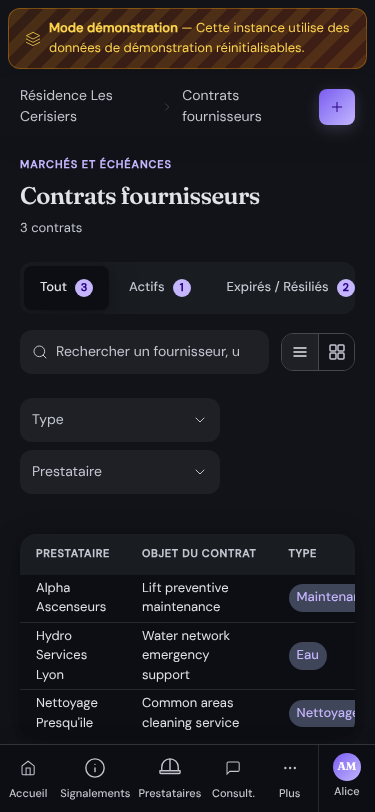 Mode démonstration — Cette instance utilise des
données de démonstration réinitialisables.
Résidence Les
Cerisiers
Contrats
fournisseurs
MARCHÉS ET ÉCHÉANCES
Contrats fournisseurs
3 contrats
Tout 3 Actifs 1 Expirés / Résiliés 2
Rechercher un fournisseur, u
Type
Prestataire
PRESTATAIRE OBJET DU CONTRAT TYPE
Alpha
Ascenseurs
Lift preventive
maintenance
Maintenan
Hydro
Services
Lyon
Water network
emergency
support
Eau
Nettoyage
Presqu'île
Common areas
cleaning service
Nettoyage
Accueil Signalements Prestataires Consult. Plus
AM
Alice